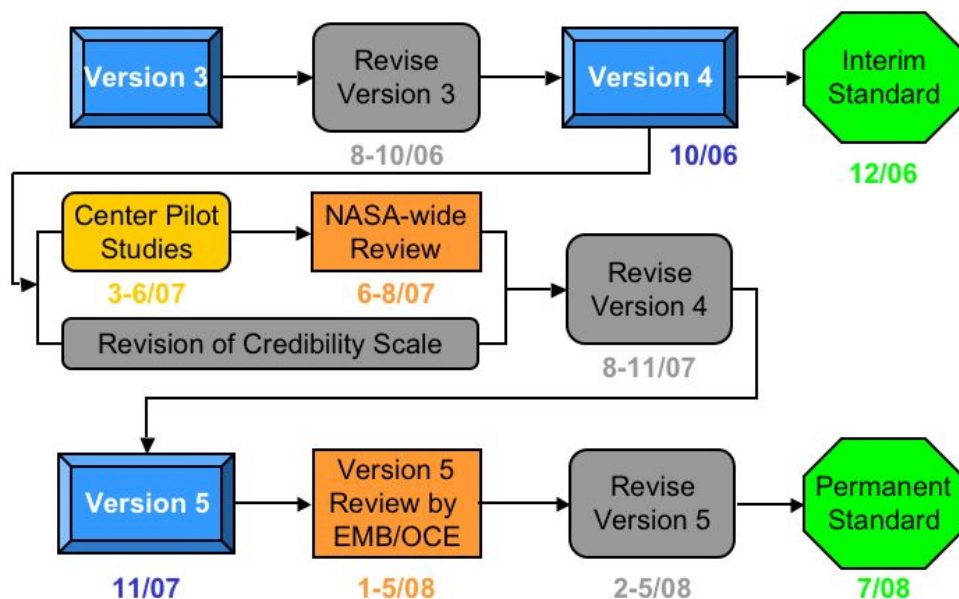 Version 3
Revise
Version 3
Version 4
Interim
Standard
8-10/06
10/06
12/06
Center Pilot
Studies
NASA-wide
Review
3-6/07
6-8/07
Revision of Credibility Scale
Revise
Version 4
8-11/07
Version 5
Version 5
Review by
EMB/OCE
Revise
Version 5
Permanent
Standard
11/07
1-5/08
2-5/08
7/08